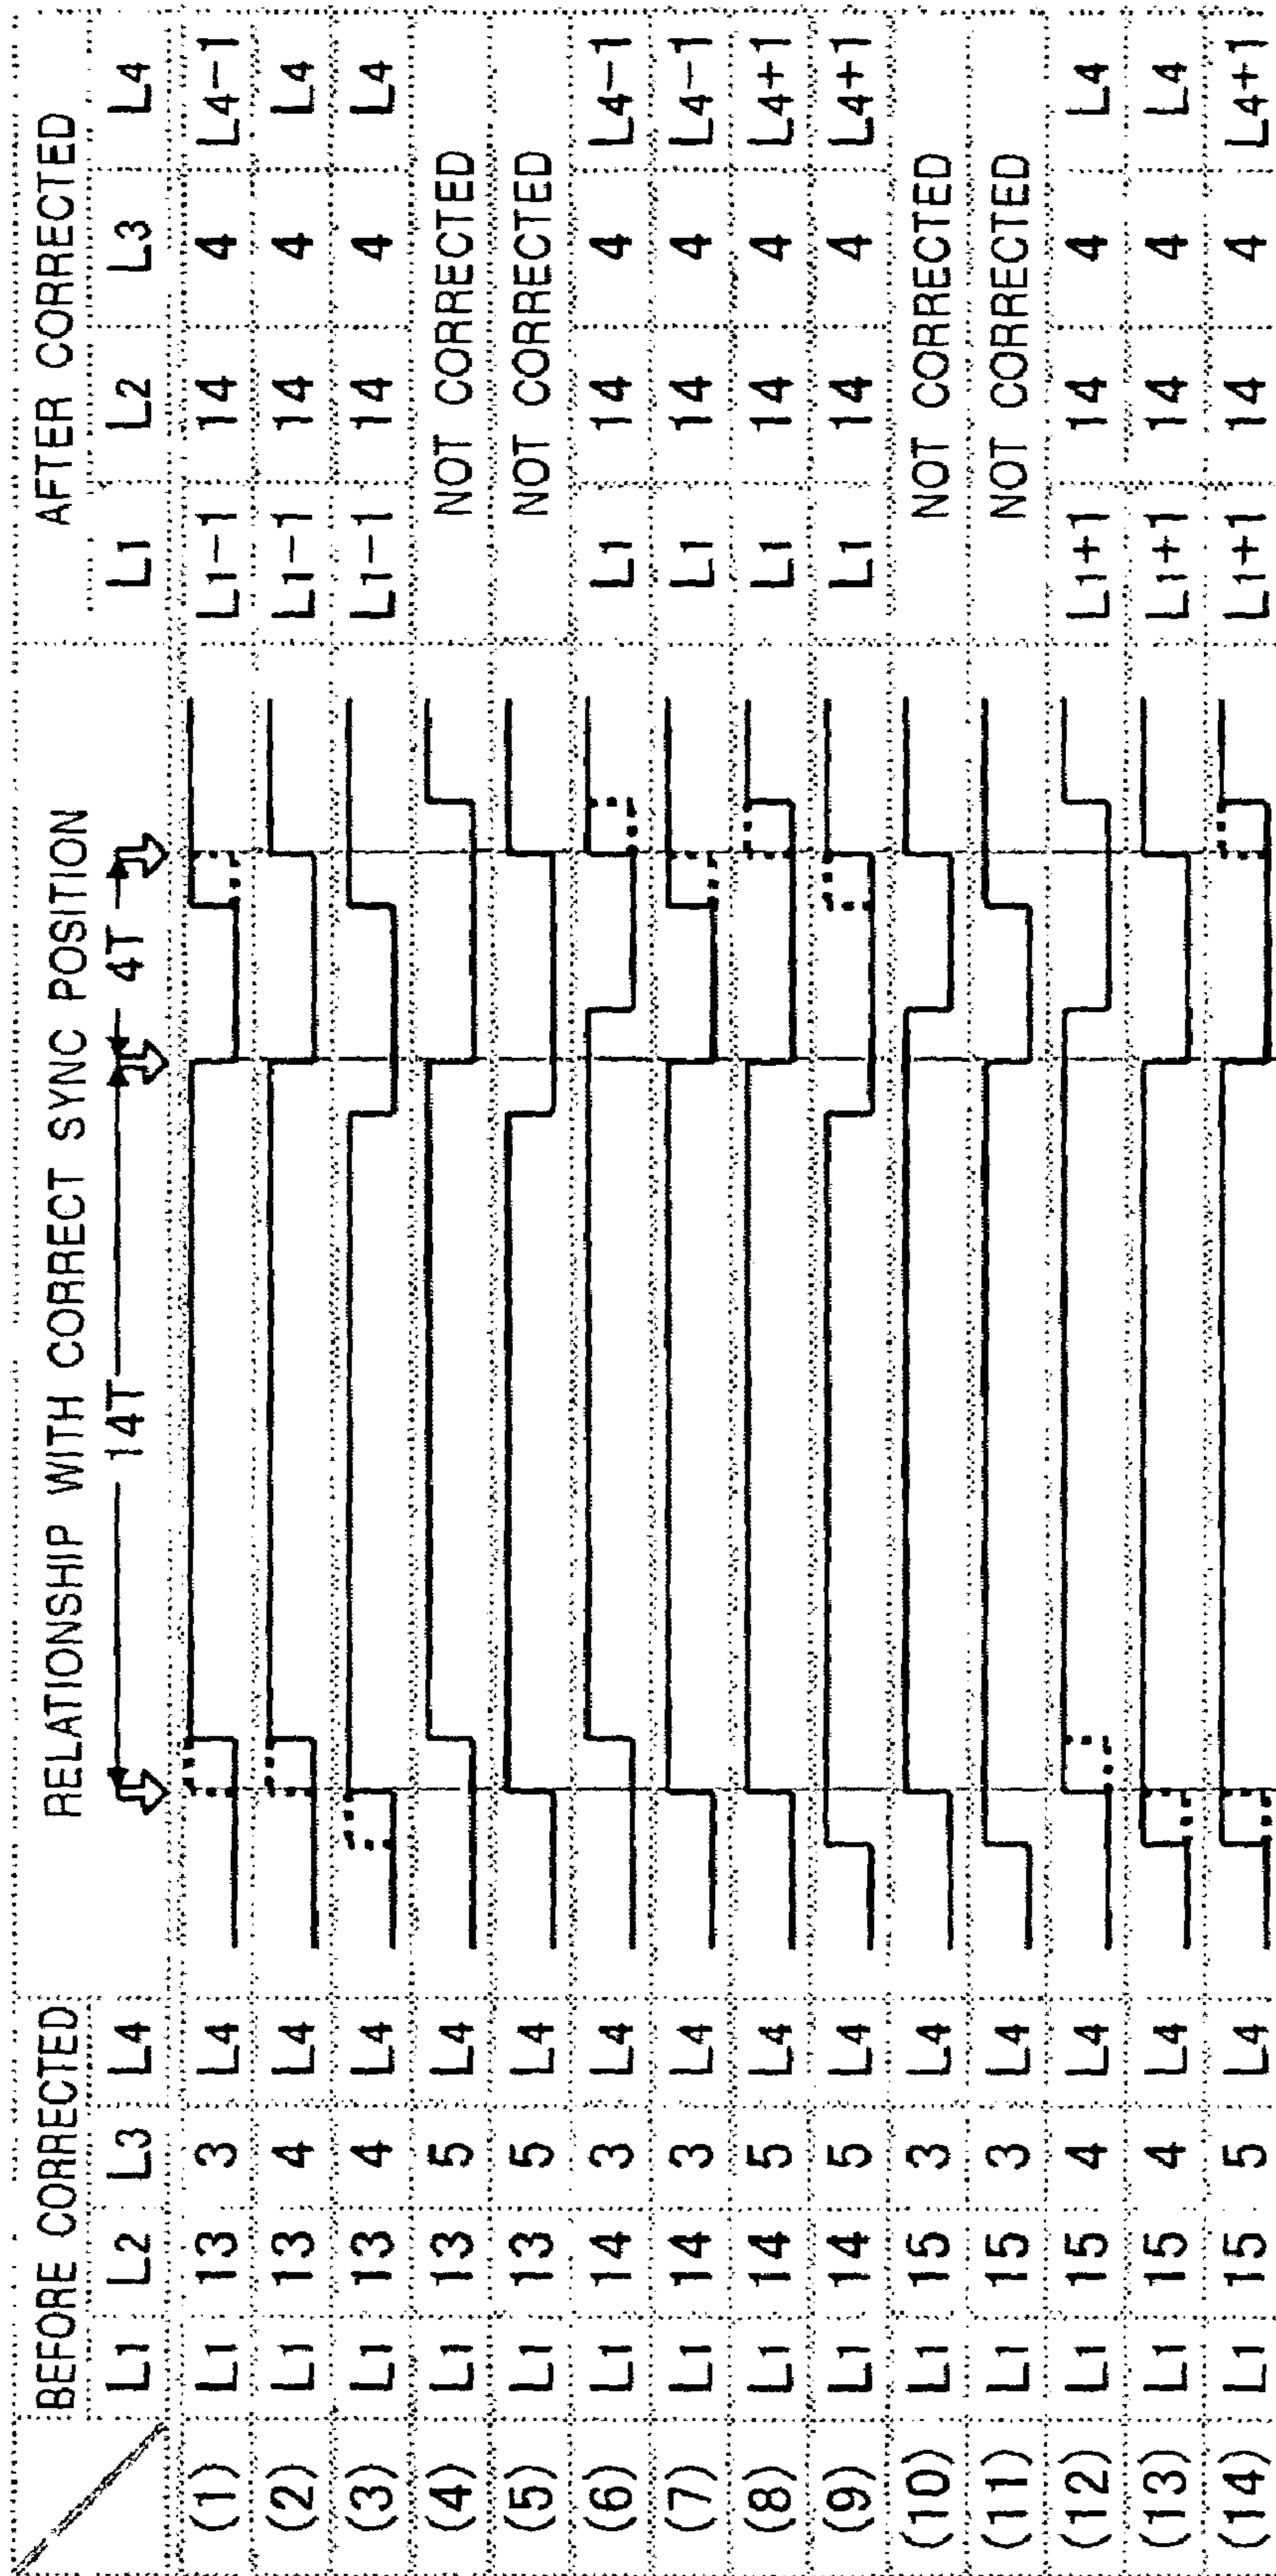 BEFORE CORRECTED RELATIONSHIP WITH CORRECT SYNC POSITION AFTER CORRECTED
L1 L2 L3 L4 14T 4T L1 L2 L3 L4
(1) L1 13 3 L4 L1-1 14 4 L4-1
(2) L1 13 4 L4 L1-1 14 4 L4
(3) L1 13 4 L4 L1-1 14 4 L4
(4) L1 13 5 L4 NOT CORRECTED
(5) L1 13 5 L4 NOT CORRECTED
(6) L1 14 3 L4 L1 14 4 L4-1
(7) L1 14 3 L4 L1 14 4 L4-1
(8) L1 14 5 L4 L1 14 4 L4+1
(9) L1 14 5 L4 L1 14 4 L4+1
(10) L1 15 3 L4 NOT CORRECTED
(11) L1 15 3 L4 NOT CORRECTED
(12) L1 15 4 L4 L1+1 14 4 L4
(13) L1 15 4 L4 L1+1 14 4 L4
(14) L1 15 5 L4 L1+1 14 4 L4+1